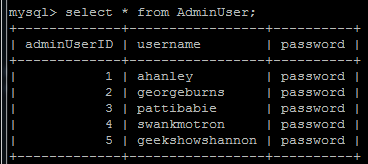 mysql> select * from AdminUser;
+-------------+-----------------+----------+
| adminUserID | username        | password |
+-------------+-----------------+----------+
|           1 | ahanley         | password |
|           2 | georgeburns     | password |
|           3 | pattibabie      | password |
|           4 | swankmotron     | password |
|           5 | geekshowshannon | password |
+-------------+-----------------+----------+